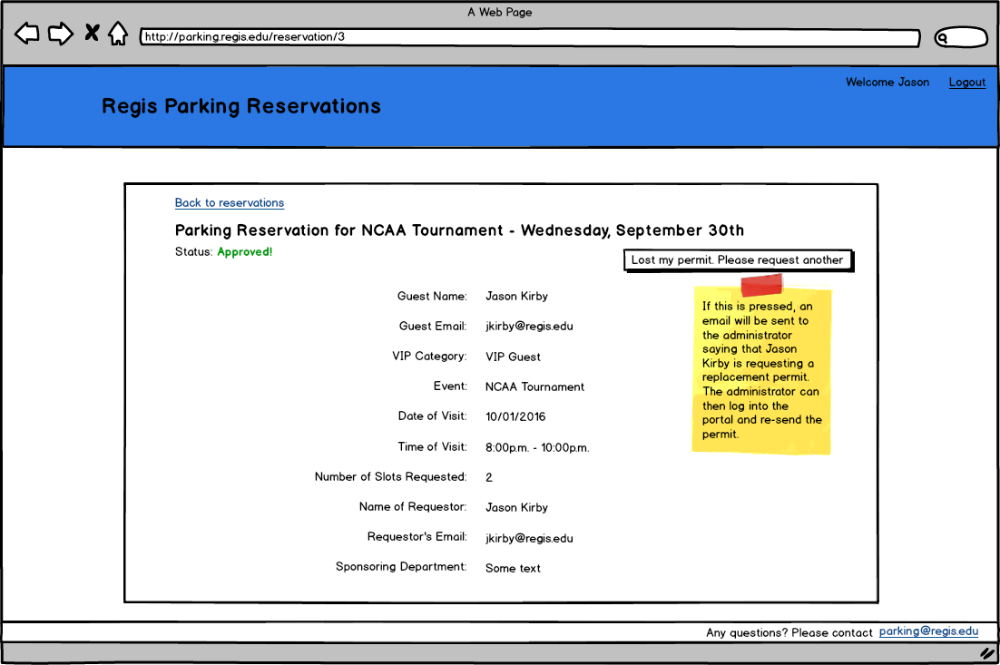 A Web Page
http://parking.regis.edu/reservation/3
Welcome Jason Logout
Regis Parking Reservations
Back to reservations
Parking Reservation for NCAA Tournament - Wednesday, September 30th
Status: Approved!
Lost my permit. Please request another
If this is pressed, an
email will be sent to
the administrator
saying that Jason
Kirby is requesting a
replacement permit.
The administrator can
then log into the
portal and re-send the
permit.
Guest Name: Jason Kirby
Guest Email: jkirby@regis.edu
VIP Category: VIP Guest
Event: NCAA Tournament
Date of Visit: 10/01/2016
Time of Visit: 8:00p.m. - 10:00p.m.
Number of Slots Requested: 2
Name of Requestor: Jason Kirby
Requestor's Email: jkirby@regis.edu
Sponsoring Department: Some text
Any questions? Please contact parking@regis.edu